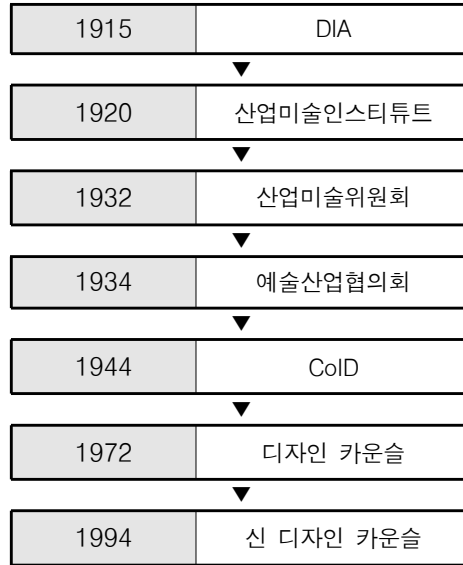 1915 DIA
▼
1920 산업미술인스티튜트
▼
1932 산업미술위원회
▼
1934 예술산업협의회
▼
1944 CoID
▼
1972 디자인 카운슬
▼
1994 신 디자인 카운슬